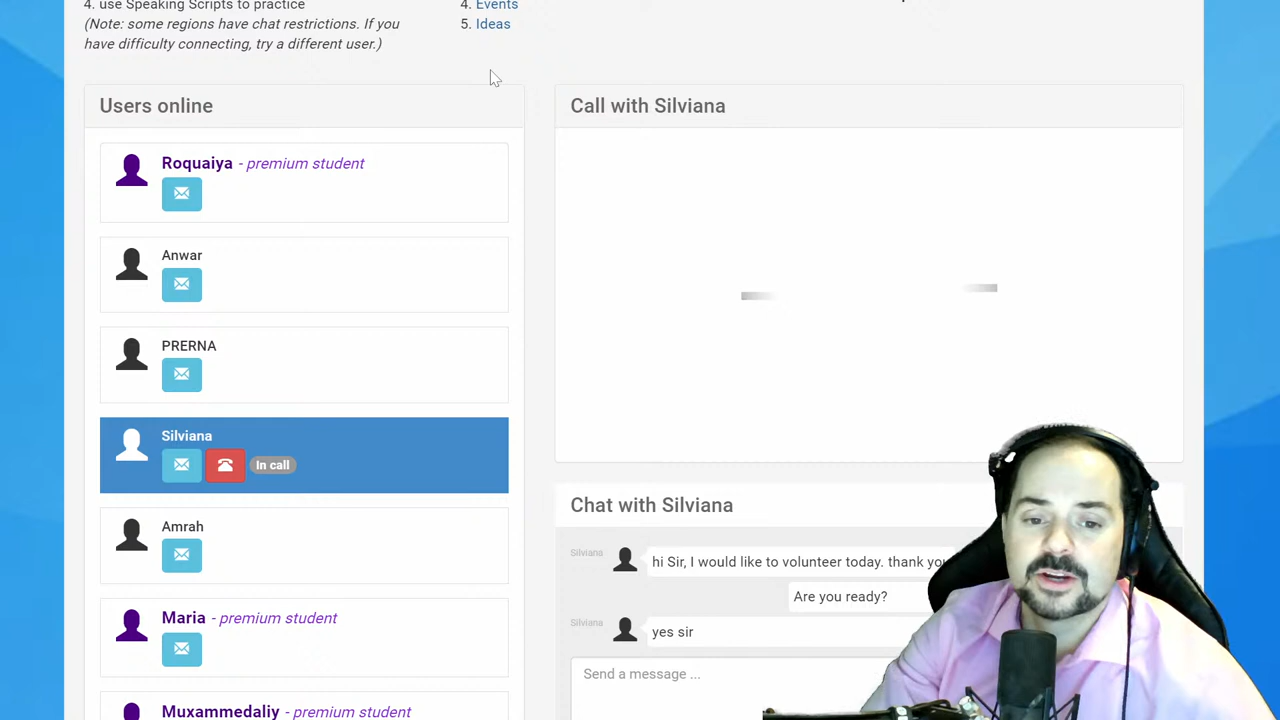 4. use Speaking Scripts to practice
(Note: some regions have chat restrictions. If you
have difficulty connecting, try a different user.)
4. Events
5. Ideas
Users online
Roquaiya - premium student
Anwar
PRERNA
Silviana
In call
Amrah
Maria - premium student
Muxammedaliy - premium student
Call with Silviana
Chat with Silviana
Silviana
hi Sir, I would like to volunteer today. thank
Are you ready?
Silviana
yes sir
Send a message ...